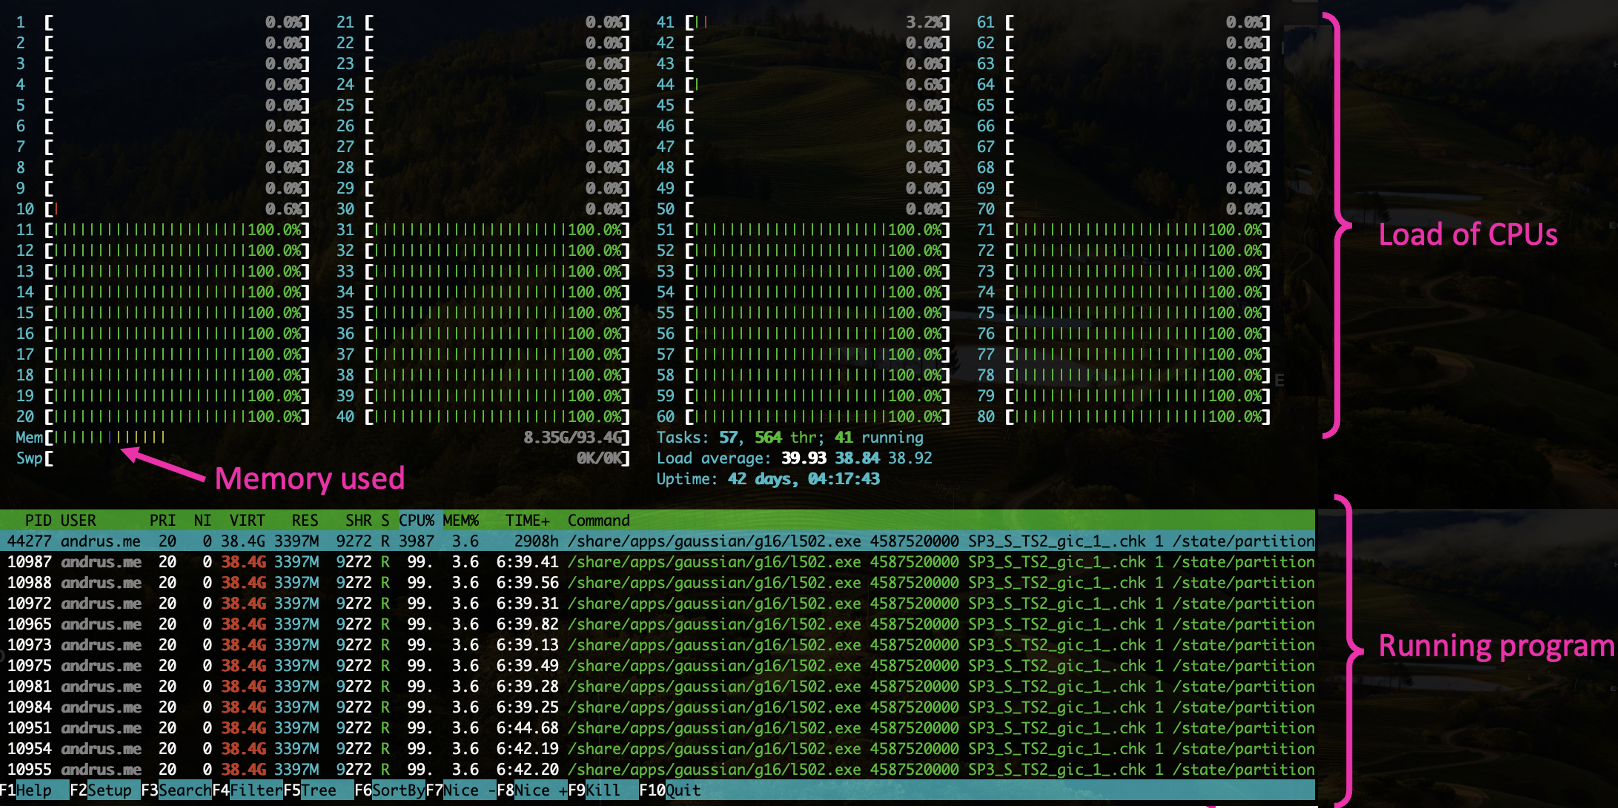 1 [ 0.0%] 21 [ 0.0%] 41 [|| 3.2%] 61 [ 0.0%]
2 [ 0.0%] 22 [ 0.0%] 42 [ 0.0%] 62 [ 0.0%]
3 [ 0.0%] 23 [ 0.0%] 43 [ 0.0%] 63 [ 0.0%]
4 [ 0.0%] 24 [ 0.0%] 44 [| 0.6%] 64 [ 0.0%]
5 [ 0.0%] 25 [ 0.0%] 45 [ 0.0%] 65 [ 0.0%]
6 [ 0.0%] 26 [ 0.0%] 46 [ 0.0%] 66 [ 0.0%]
7 [ 0.0%] 27 [ 0.0%] 47 [ 0.0%] 67 [ 0.0%]
8 [ 0.0%] 28 [ 0.0%] 48 [ 0.0%] 68 [ 0.0%]
9 [ 0.0%] 29 [ 0.0%] 49 [ 0.0%] 69 [ 0.0%]
10 [| 0.6%] 30 [ 0.0%] 50 [ 0.0%] 70 [ 0.0%]
11 [||||||||||||||||||||||100.0%] 31 [||||||||||||||||||||||100.0%] 51 [||||||||||||||||||||||100.0%] 71 [||||||||||||||||||||||100.0%]
12 [||||||||||||||||||||||100.0%] 32 [||||||||||||||||||||||100.0%] 52 [||||||||||||||||||||||100.0%] 72 [||||||||||||||||||||||100.0%]
13 [||||||||||||||||||||||100.0%] 33 [||||||||||||||||||||||100.0%] 53 [||||||||||||||||||||||100.0%] 73 [||||||||||||||||||||||100.0%]
14 [||||||||||||||||||||||100.0%] 34 [||||||||||||||||||||||100.0%] 54 [||||||||||||||||||||||100.0%] 74 [||||||||||||||||||||||100.0%]
15 [||||||||||||||||||||||100.0%] 35 [||||||||||||||||||||||100.0%] 55 [||||||||||||||||||||||100.0%] 75 [||||||||||||||||||||||100.0%]
16 [||||||||||||||||||||||100.0%] 36 [||||||||||||||||||||||100.0%] 56 [||||||||||||||||||||||100.0%] 76 [||||||||||||||||||||||100.0%]
17 [||||||||||||||||||||||100.0%] 37 [||||||||||||||||||||||100.0%] 57 [||||||||||||||||||||||100.0%] 77 [||||||||||||||||||||||100.0%]
18 [||||||||||||||||||||||100.0%] 38 [||||||||||||||||||||||100.0%] 58 [||||||||||||||||||||||100.0%] 78 [||||||||||||||||||||||100.0%]
19 [||||||||||||||||||||||100.0%] 39 [||||||||||||||||||||||100.0%] 59 [||||||||||||||||||||||100.0%] 79 [||||||||||||||||||||||100.0%]
20 [||||||||||||||||||||||100.0%] 40 [||||||||||||||||||||||100.0%] 60 [||||||||||||||||||||||100.0%] 80 [||||||||||||||||||||||100.0%]
Load of CPUs
Mem[||||||||||||| 8.35G/93.4G] Tasks: 57, 564 thr; 41 running
Swp[ 0K/0K] Load average: 39.93 38.84 38.92
Memory used
Uptime: 42 days, 04:17:43
PID USER PRI NI VIRT RES SHR S CPU% MEM% TIME+ Command
44277 andrus.me 20 0 38.4G 3397M 9272 R 3987 3.6 2908h /share/apps/gaussian/g16/l502.exe 4587520000 SP3_S_TS2_gic_1_.chk 1 /state/partition
10987 andrus.me 20 0 38.4G 3397M 9272 R 99. 3.6 6:39.41 /share/apps/gaussian/g16/l502.exe 4587520000 SP3_S_TS2_gic_1_.chk 1 /state/partition
10988 andrus.me 20 0 38.4G 3397M 9272 R 99. 3.6 6:39.56 /share/apps/gaussian/g16/l502.exe 4587520000 SP3_S_TS2_gic_1_.chk 1 /state/partition
10972 andrus.me 20 0 38.4G 3397M 9272 R 99. 3.6 6:39.31 /share/apps/gaussian/g16/l502.exe 4587520000 SP3_S_TS2_gic_1_.chk 1 /state/partition
10965 andrus.me 20 0 38.4G 3397M 9272 R 99. 3.6 6:39.82 /share/apps/gaussian/g16/l502.exe 4587520000 SP3_S_TS2_gic_1_.chk 1 /state/partition
10973 andrus.me 20 0 38.4G 3397M 9272 R 99. 3.6 6:39.13 /share/apps/gaussian/g16/l502.exe 4587520000 SP3_S_TS2_gic_1_.chk 1 /state/partition
Running program
10975 andrus.me 20 0 38.4G 3397M 9272 R 99. 3.6 6:39.49 /share/apps/gaussian/g16/l502.exe 4587520000 SP3_S_TS2_gic_1_.chk 1 /state/partition
10981 andrus.me 20 0 38.4G 3397M 9272 R 99. 3.6 6:39.28 /share/apps/gaussian/g16/l502.exe 4587520000 SP3_S_TS2_gic_1_.chk 1 /state/partition
10984 andrus.me 20 0 38.4G 3397M 9272 R 99. 3.6 6:39.25 /share/apps/gaussian/g16/l502.exe 4587520000 SP3_S_TS2_gic_1_.chk 1 /state/partition
10951 andrus.me 20 0 38.4G 3397M 9272 R 99. 3.6 6:44.68 /share/apps/gaussian/g16/l502.exe 4587520000 SP3_S_TS2_gic_1_.chk 1 /state/partition
10954 andrus.me 20 0 38.4G 3397M 9272 R 99. 3.6 6:42.19 /share/apps/gaussian/g16/l502.exe 4587520000 SP3_S_TS2_gic_1_.chk 1 /state/partition
10955 andrus.me 20 0 38.4G 3397M 9272 R 99. 3.6 6:42.20 /share/apps/gaussian/g16/l502.exe 4587520000 SP3_S_TS2_gic_1_.chk 1 /state/partition
F1Help F2Setup F3SearchF4FilterF5Tree F6SortByF7Nice -F8Nice +F9Kill F10Quit